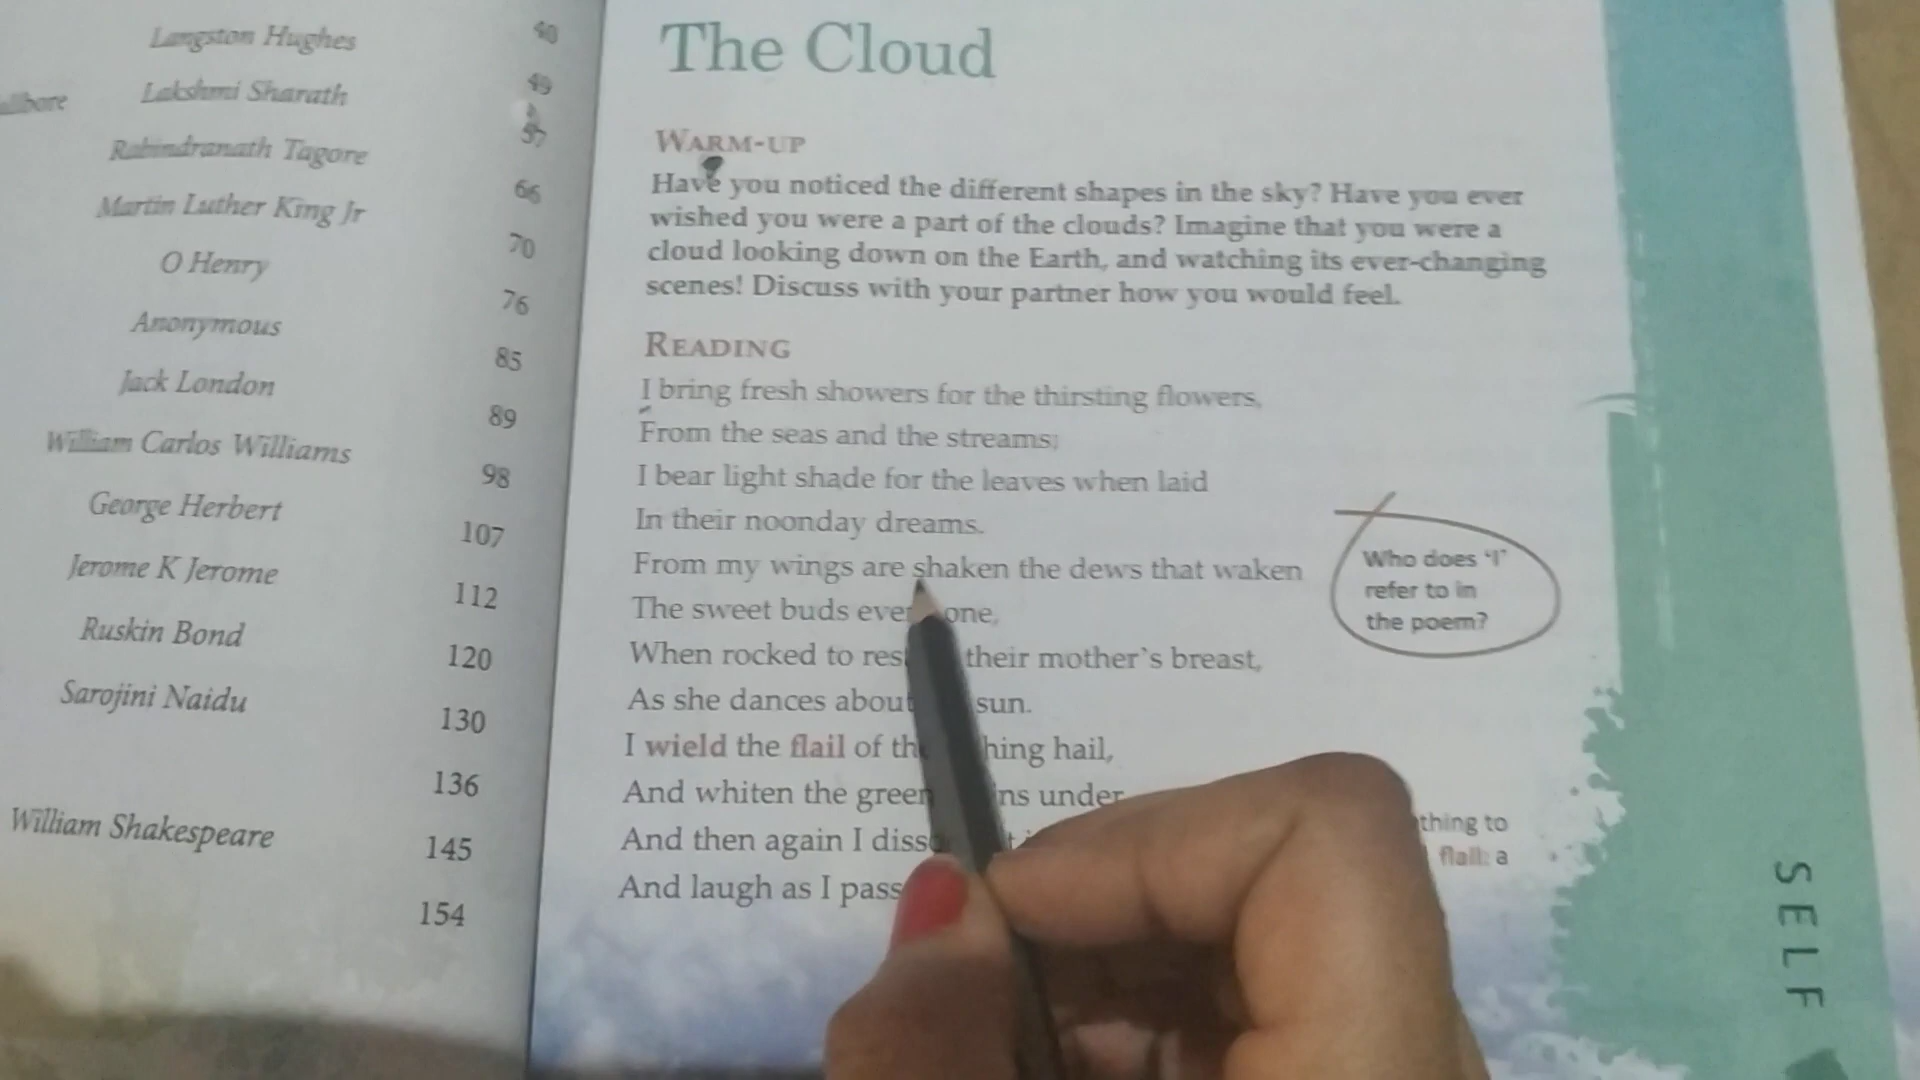 Langston Hughes 40
Lakshmi Sharath 49
Rabindranath Tagore 57
Martin Luther King Jr 66
O Henry 70
Anonymous 76
Jack London 85
William Carlos Williams 89
George Herbert 98
Jerome K Jerome 107
Ruskin Bond 112
Sarojini Naidu 120
130
William Shakespeare 136
145
154
The Cloud
WARM-UP
Have you noticed the different shapes in the sky? Have you ever
wished you were a part of the clouds? Imagine that you were a
cloud looking down on the Earth, and watching its ever-changing
scenes! Discuss with your partner how you would feel.
READING
I bring fresh showers for the thirsting flowers,
From the seas and the streams;
I bear light shade for the leaves when laid
In their noonday dreams.
From my wings are shaken the dews that waken
The sweet buds one,
When rocked to their mother's breast,
As she dances about sun.
I wield the flail of hail,
And whiten the green under
And then again I
And laugh as I pass
Who does 'I'
refer to in
the poem?
thing to
flail: a
SELF